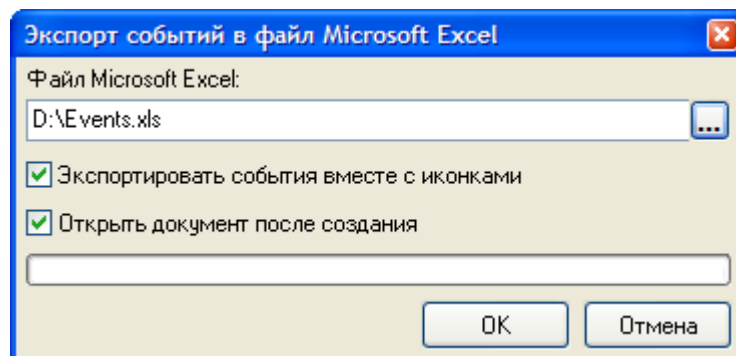 Экспорт событий в файл Microsoft Excel
Файл Microsoft Excel:
D:\Events.xls
...
Экспортировать события вместе с иконками
Открыть документ после создания
OK Отмена